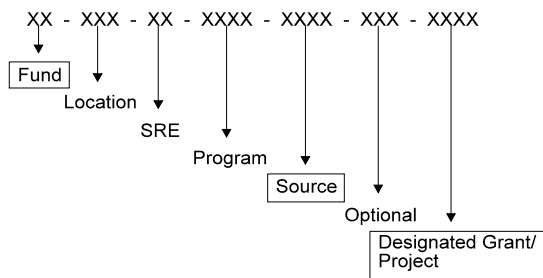 XX - XXX - XX - XXXX - XXXX - XXX - XXXX
Fund
Location
SRE
Program
Source
Optional
Designated Grant/
Project